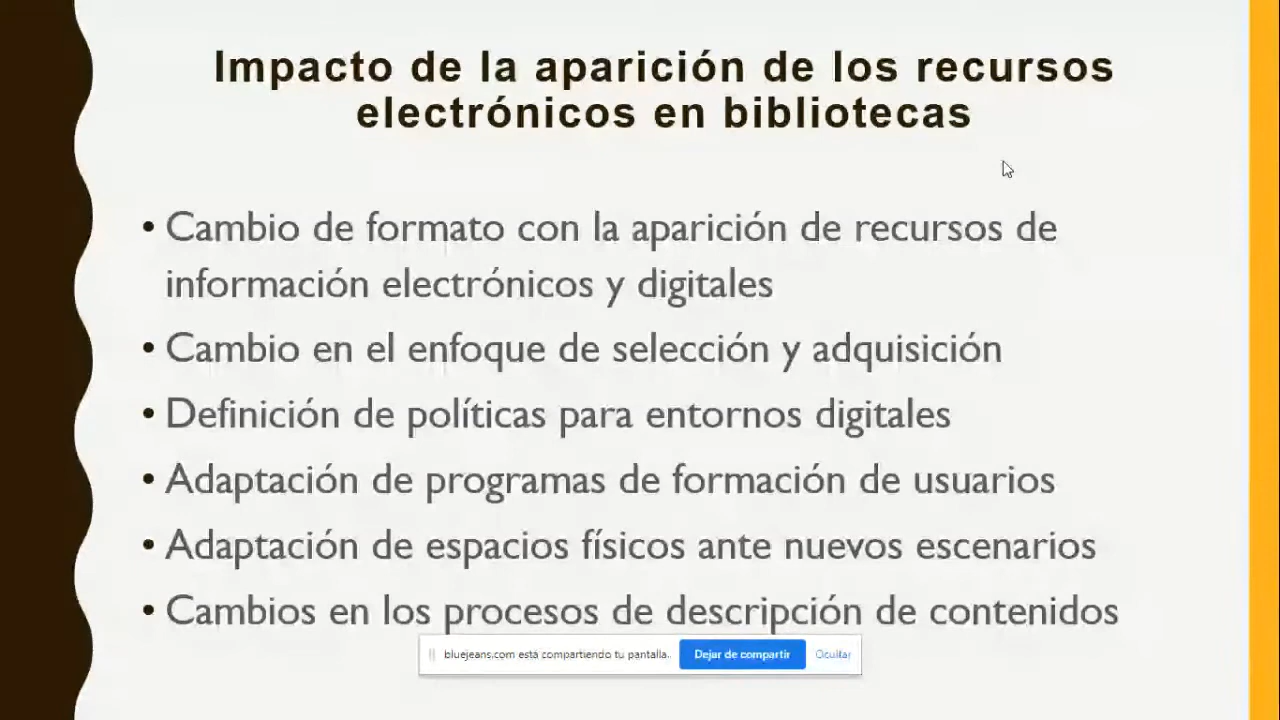 Impacto de la aparición de los recursos
electrónicos en bibliotecas
• Cambio de formato con la aparición de recursos de
información electrónicos y digitales
• Cambio en el enfoque de selección y adquisición
• Definición de políticas para entornos digitales
• Adaptación de programas de formación de usuarios
• Adaptación de espacios físicos ante nuevos escenarios
• Cambios en los procesos de descripción de contenidos
bluejeans.com está compartiendo tu pantalla. Dejar de compartir Ocultar